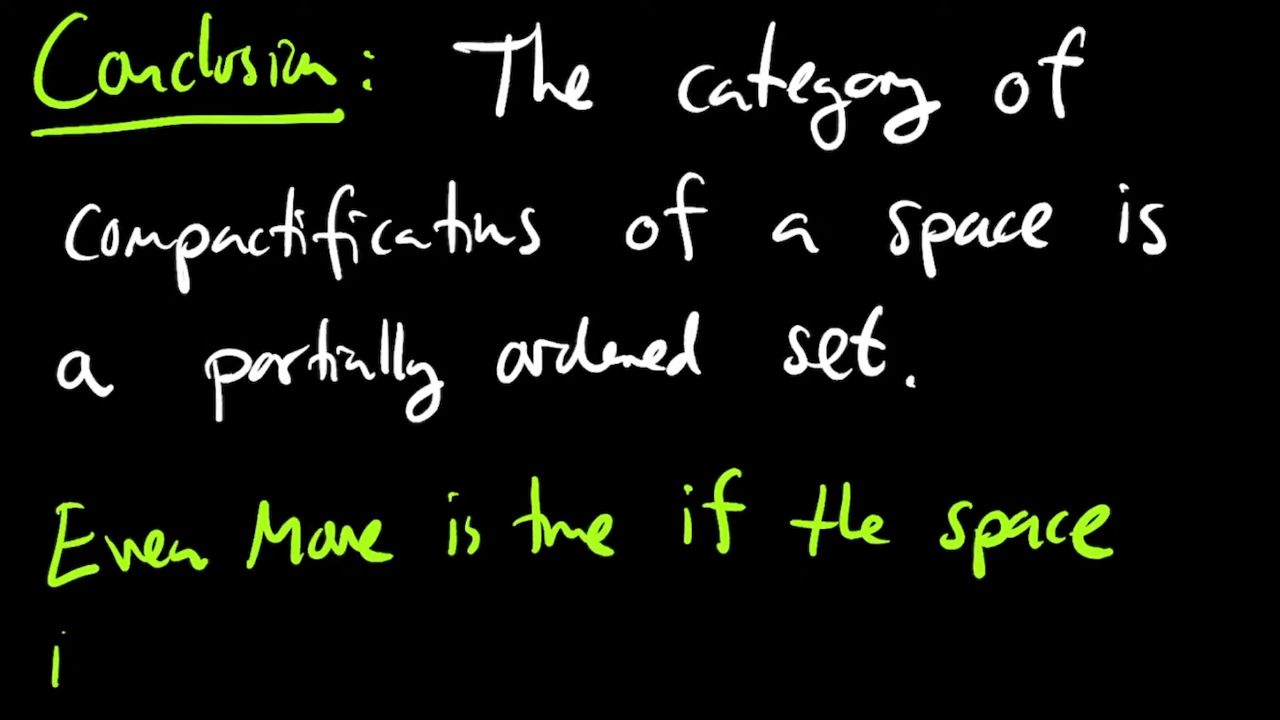 Conclusion: The category of
compactifications of a space is
a partially ordered set.
Even More is true if the space
i